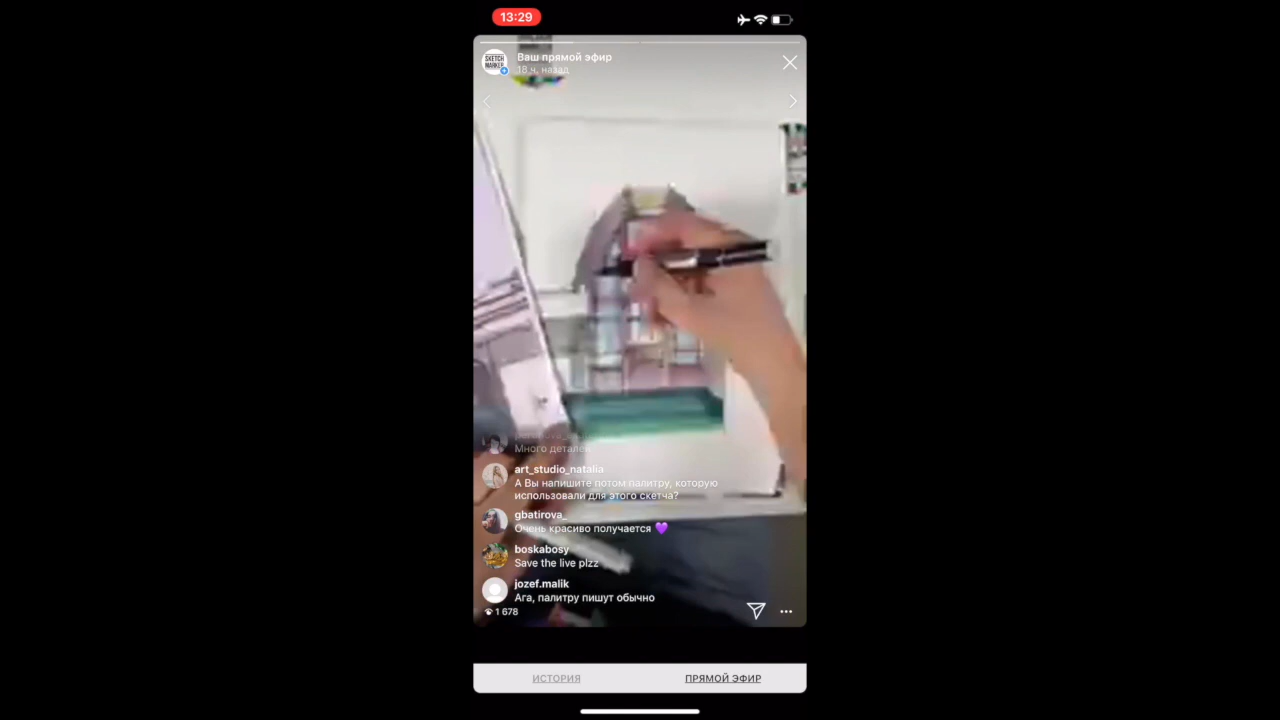 13:29
SKETCH
MARKER
Ваш прямой эфир
18 ч. назад
Много деталей
art_studio_natalia
А Вы напишите потом палитру, которую
использовали для этого скетча?
gbatirova_
Очень красиво получается 💜
boskabosy
Save the live plzz
jozef.malik
Ага, палитру пишут обычно
1 678
ИСТОРИЯ
ПРЯМОЙ ЭФИР